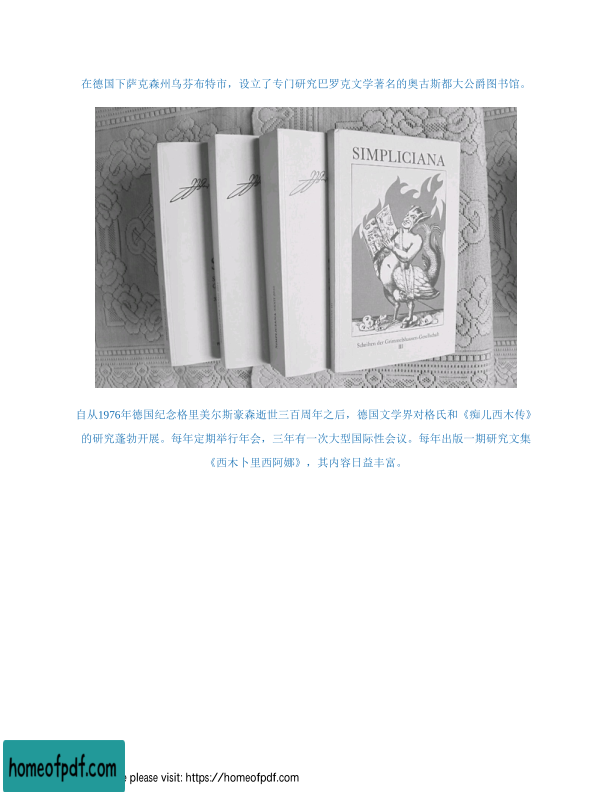 在德国下萨克森州乌芬布特市，设立了专门研究巴罗克文学著名的奥古斯都大公爵图书馆。
SIMPLICIANA
Schriften der Grimmelshausen-Gesellschaft
III
自从1976年德国纪念格里美尔斯豪森逝世三百周年之后，德国文学界对格氏和《痴儿西木传》
的研究蓬勃开展。每年定期举行年会，三年有一次大型国际性会议。每年出版一期研究文集
《西木卜里西阿娜》，其内容日益丰富。
homeofpdf.com
e please visit: https://homeofpdf.com